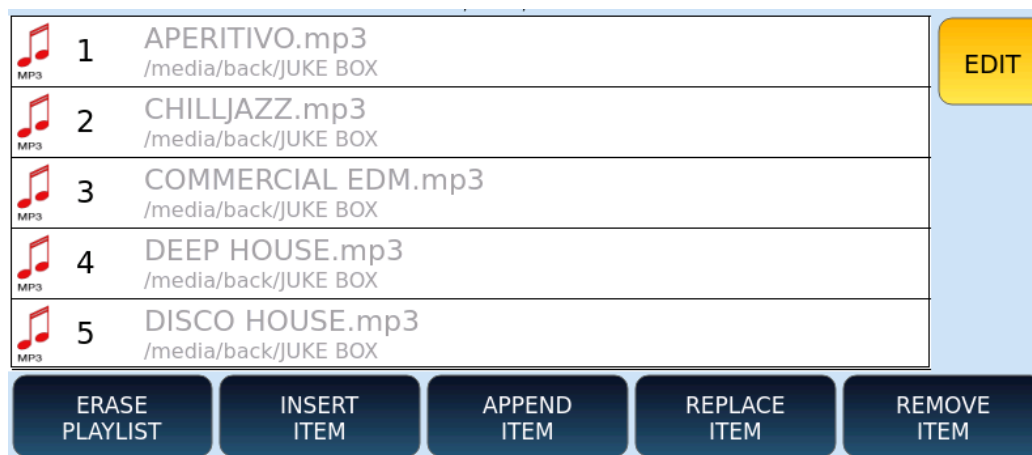 MP3 1 APERITIVO.mp3
/media/back/JUKE BOX
EDIT
MP3 2 CHILLJAZZ.mp3
/media/back/JUKE BOX
MP3 3 COMMERCIAL EDM.mp3
/media/back/JUKE BOX
MP3 4 DEEP HOUSE.mp3
/media/back/JUKE BOX
MP3 5 DISCO HOUSE.mp3
/media/back/JUKE BOX
ERASE PLAYLIST
INSERT ITEM
APPEND ITEM
REPLACE ITEM
REMOVE ITEM